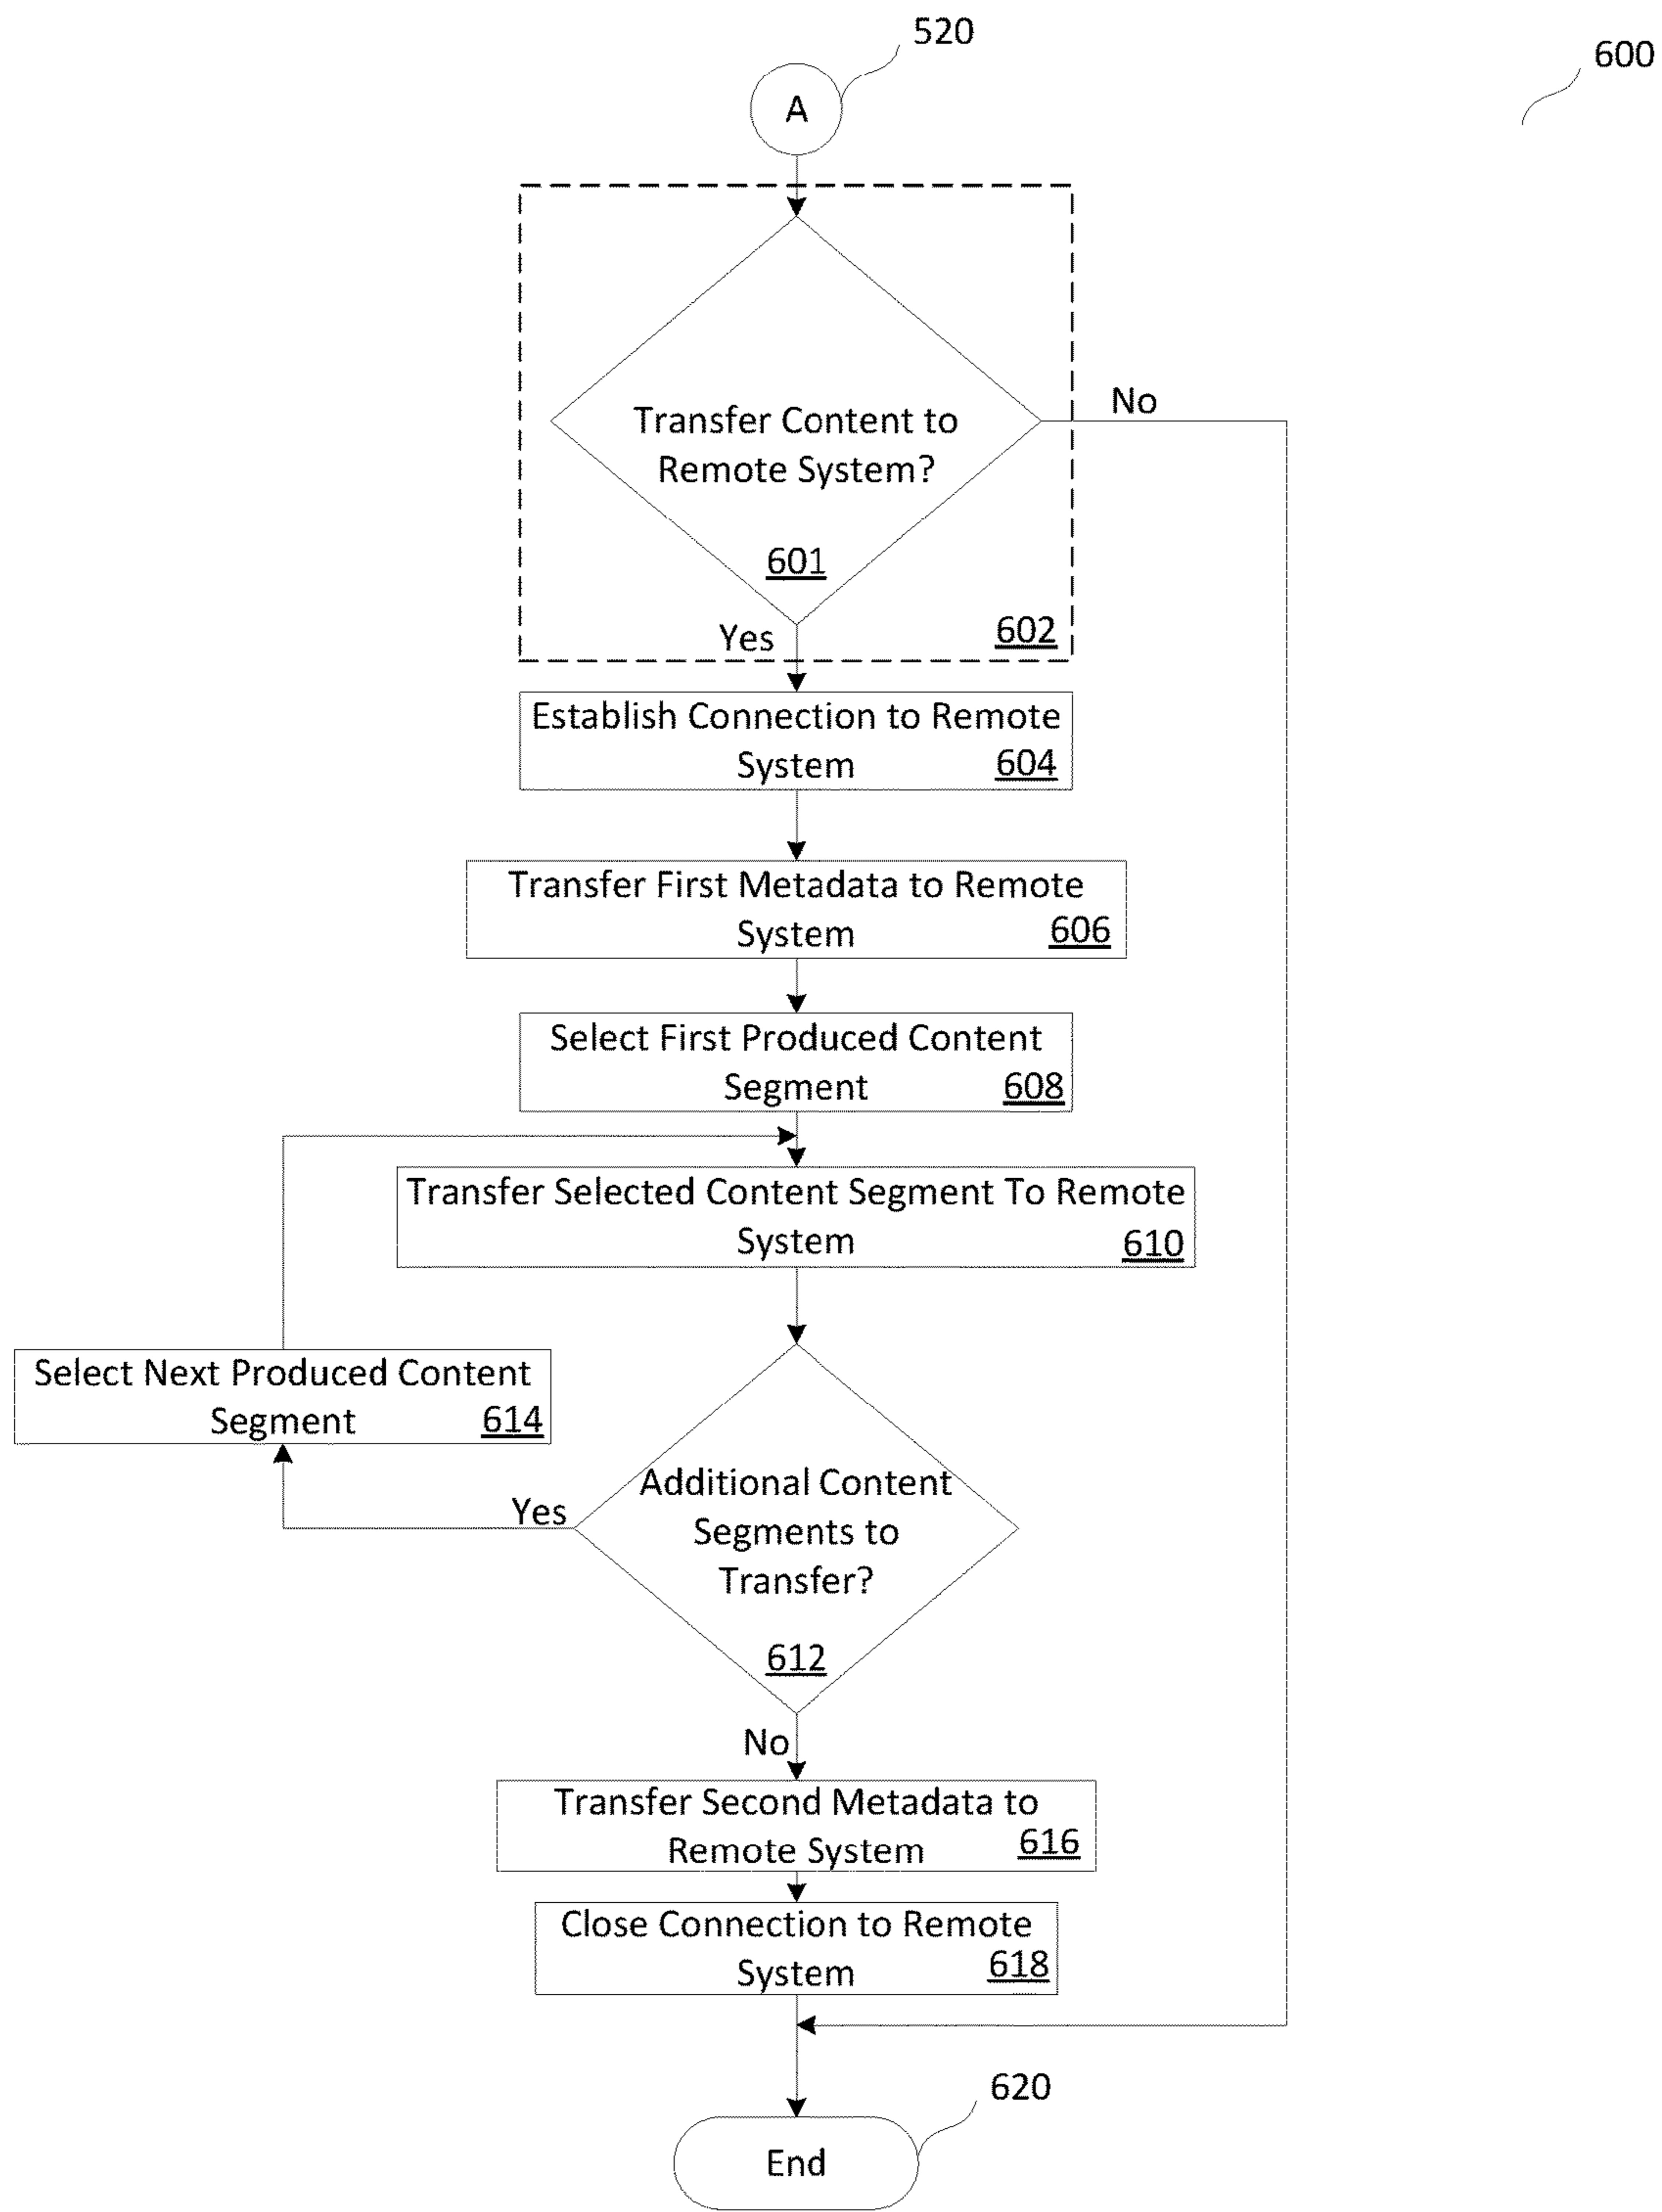 520
600
A
No
Transfer Content to
Remote System?
601
Yes
602
Establish Connection to Remote
System
604
Transfer First Metadata to Remote
System
606
Select First Produced Content
Segment
608
Transfer Selected Content Segment To Remote
System
610
Select Next Produced Content
Segment
614
Additional Content
Segments to
Transfer?
Yes
612
No
Transfer Second Metadata to
Remote System
616
Close Connection to Remote
System
618
620
End